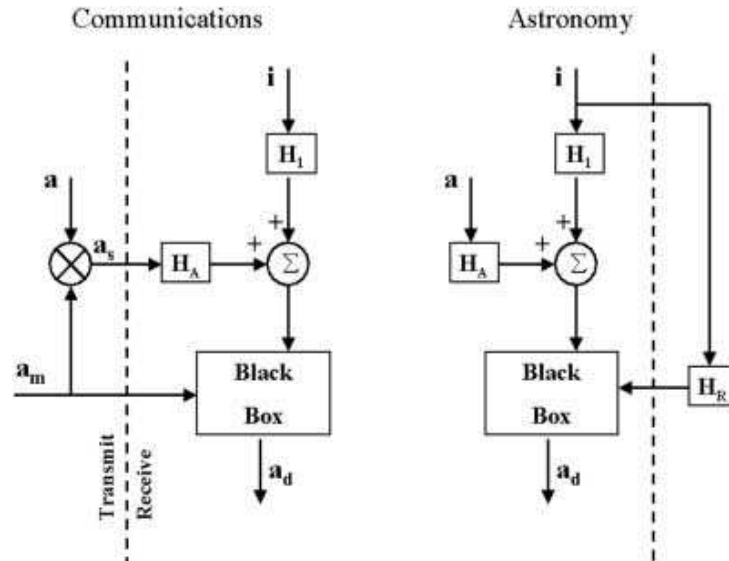 Communications
Astronomy
i
i
H1
H1
a
a
+
+
as
+
+
HA
Σ
HA
Σ
am
Black
Box
Black
Box
HR
Transmit
Receive
ad
ad